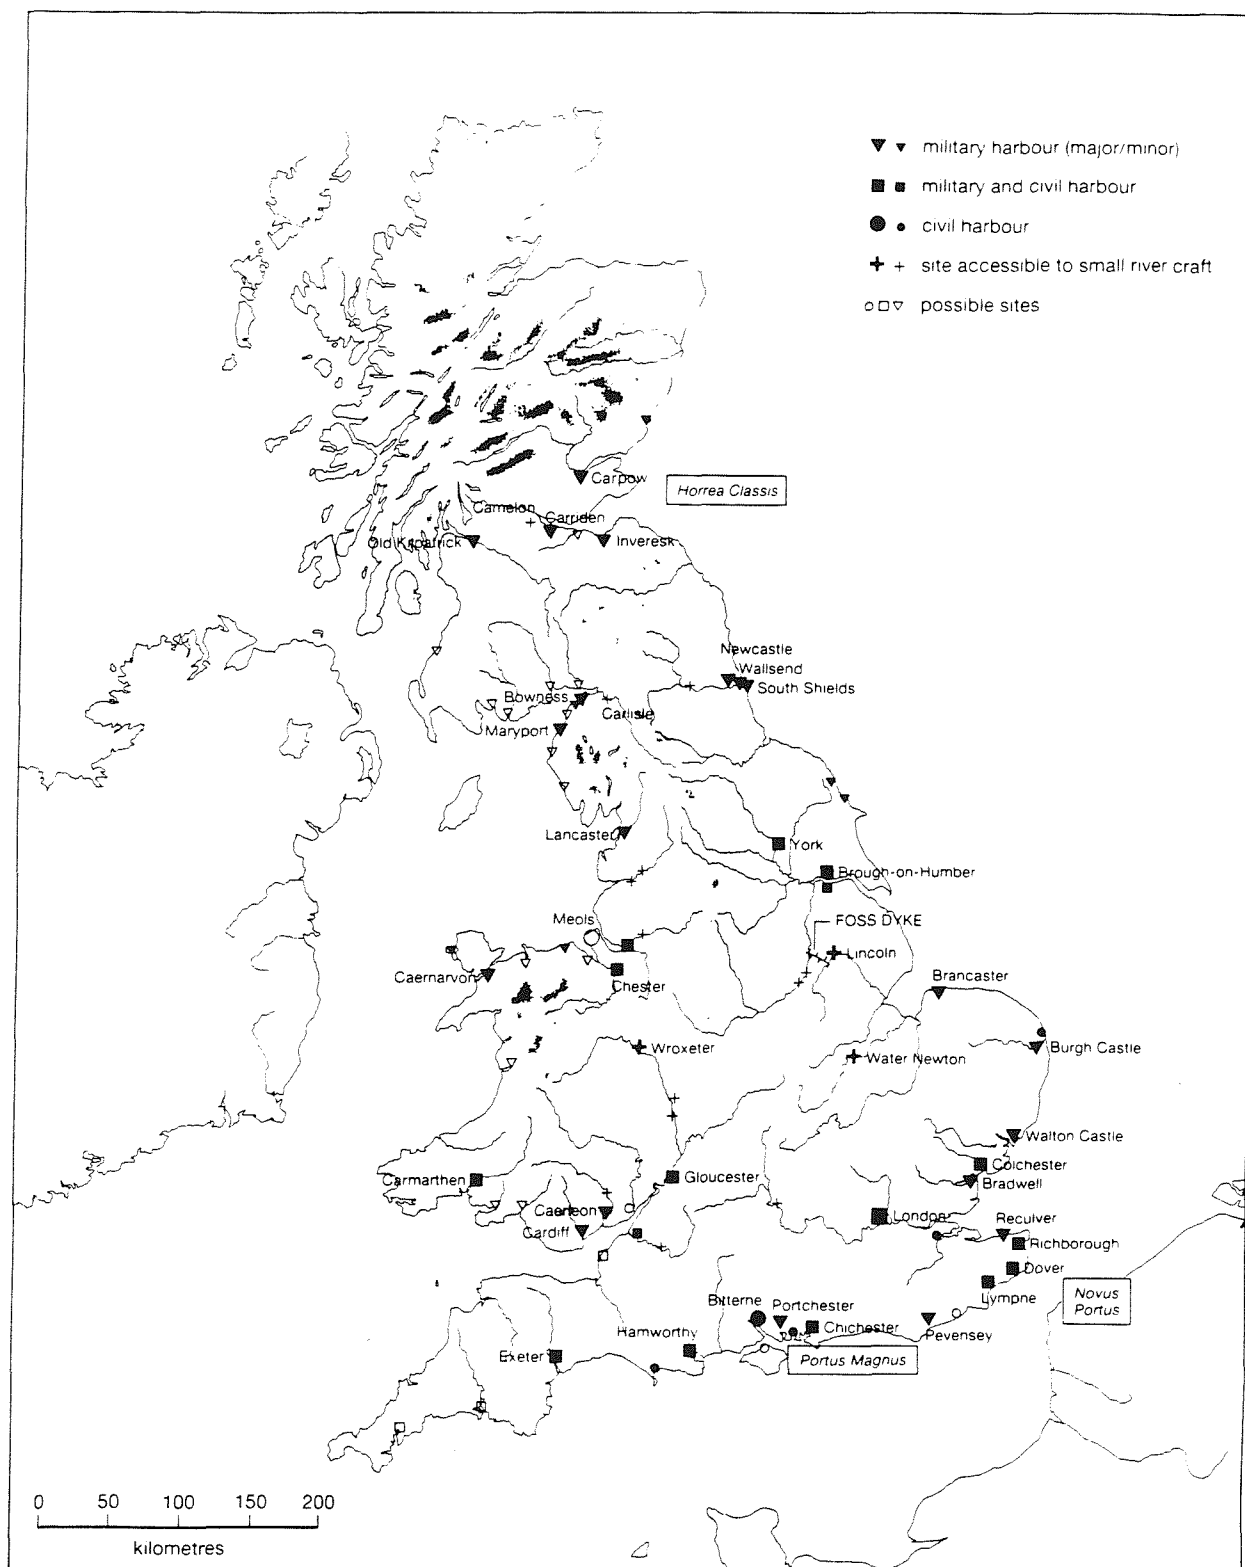 military harbour (major/minor)
military and civil harbour
civil harbour
site accessible to small river craft
possible sites
Carpow
Horrea Classis
Camelon
Carriden
Old Kilpatrick
Inveresk
Newcastle
Wallsend
South Shields
Bowness
Carlisle
Maryport
Lancaster
York
Brough-on-Humber
Meols
FOSS DYKE
Lincoln
Caernarvon
Chester
Brancaster
Wroxeter
Water Newton
Burgh Castle
Walton Castle
Colchester
Bradwell
Carmarthen
Gloucester
Caerleon
Cardiff
London
Reculver
Richborough
Dover
Lympne
Novus
Portus
Bitterne
Portchester
Chichester
Pevensey
Hamworthy
Exeter
Portus Magnus
0 50 100 150 200
kilometres